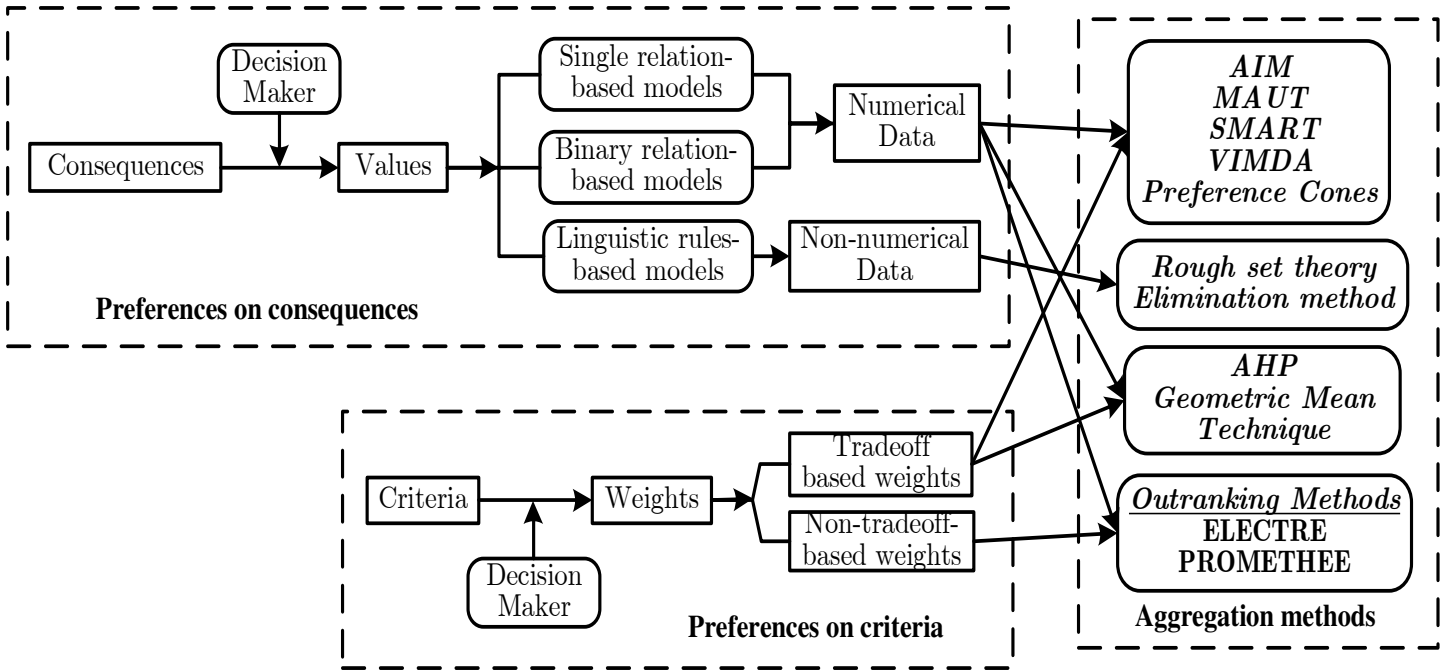 Decision
Maker
Consequences
Values
Single relation-
based models
Binary relation-
based models
Linguistic rules-
based models
Numerical
Data
Non-numerical
Data
Preferences on consequences
Criteria
Decision
Maker
Weights
Tradeoff
based weights
Non-tradeoff-
based weights
Preferences on criteria
AIM
MAUT
SMART
VIMDA
Preference Cones
Rough set theory
Elimination method
AHP
Geometric Mean
Technique
Outranking Methods
ELECTRE
PROMETHEE
Aggregation methods